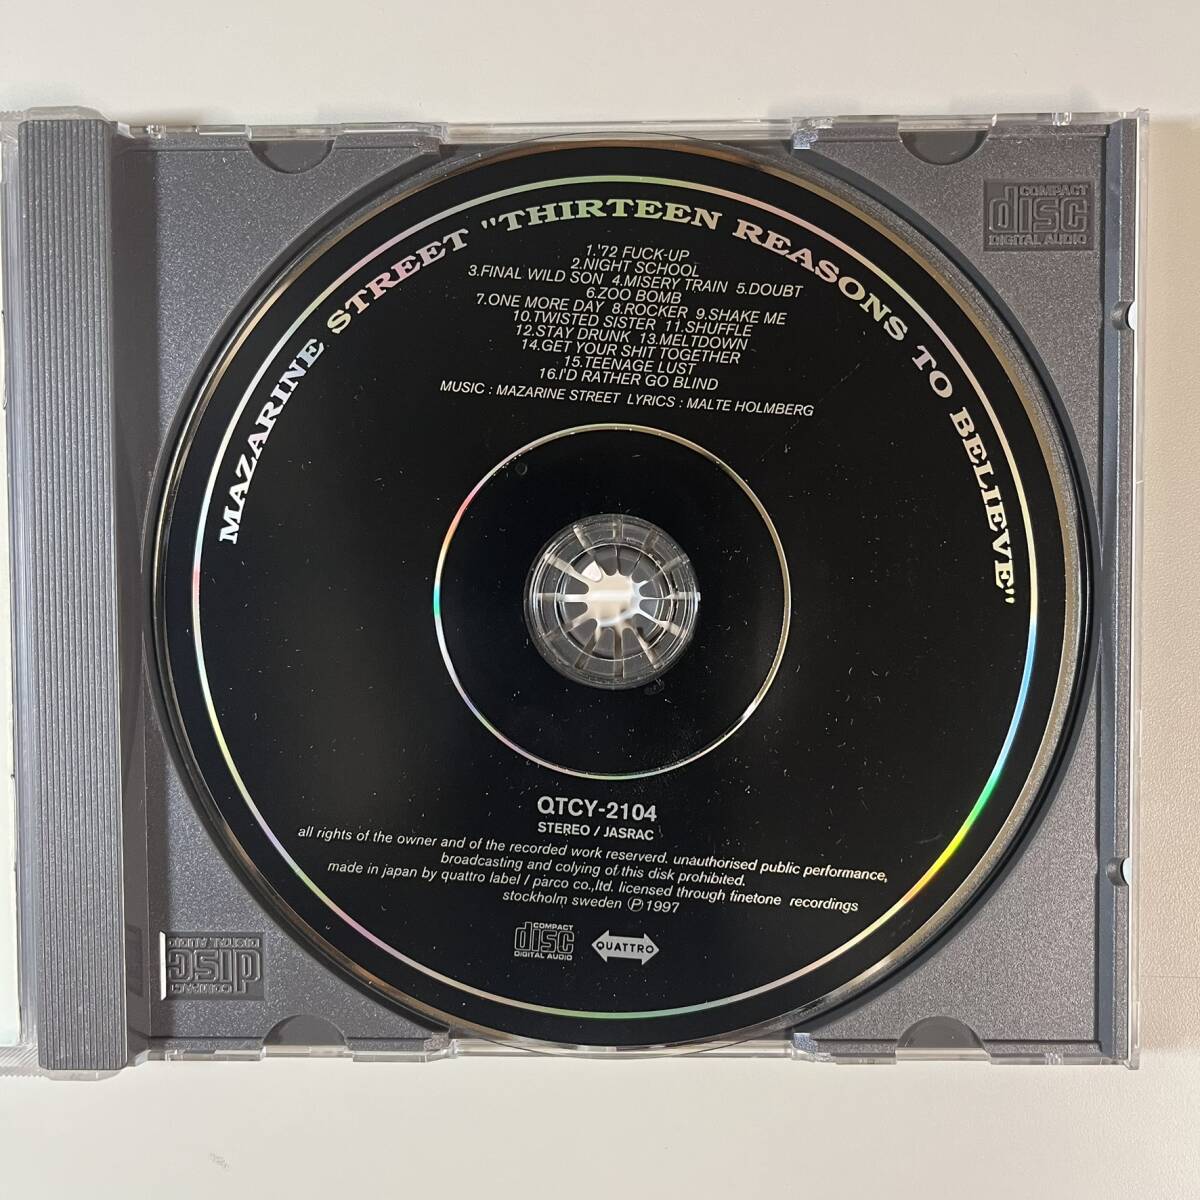 MAZARINE STREET "THIRTEEN REASONS TO BELIEVE"
1.'72 FUCK-UP
2.NIGHT SCHOOL
3.FINAL WILD SON 4.MISERY TRAIN 5.DOUBT
6.ZOO BOMB
7.ONE MORE DAY 8.ROCKER 9.SHAKE ME
10.TWISTED SISTER 11.SHUFFLE
12.STAY DRUNK 13.MELTDOWN
14.GET YOUR SHIT TOGETHER
15.TEENAGE LUST
16.I'D RATHER GO BLIND
MUSIC : MAZARINE STREET LYRICS : MALTE HOLMBERG
QTCY-2104
STEREO / JASRAC
all rights of the owner and of the recorded work reserverd. unauthorised public performance,
broadcasting and colying of this disk prohibited.
made in japan by quattro label / parco co.,ltd. licensed through finetone recordings
stockholm sweden Ⓟ 1997
COMPACT
disc
DIGITAL AUDIO
QUATTRO
COMPACT
disc
DIGITAL AUDIO
COMPACT
disc
DIGITAL AUDIO